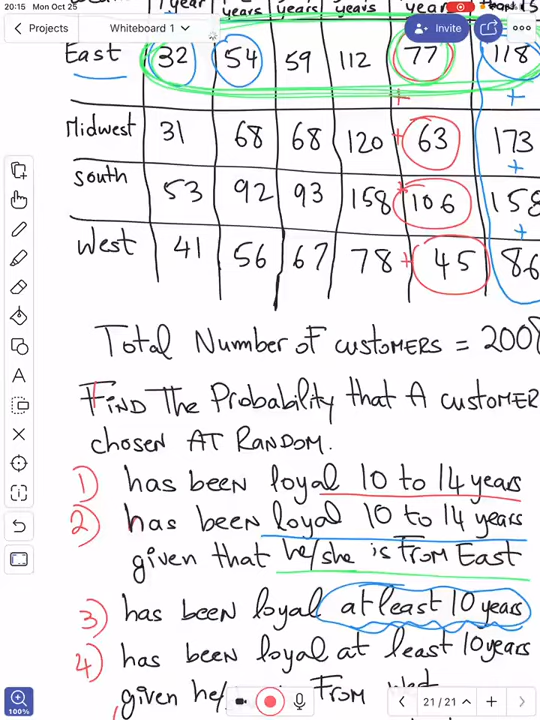 20:15 Mon Oct 25
Projects Whiteboard 1 Invite
1 year years years years year
East 32 54 59 112 77 118
Midwest 31 68 68 120 + 63 173
South 53 92 93 158 + 106 158
West 41 56 67 78 + 45 86
Total Number of customers = 2008
Find The Probability that A customer
chosen AT RANDOM.
1) has been loyal 10 to 14 years
2) has been loyal 10 to 14 years
given that he/she is from East
3) has been loyal at least 10 years
4) has been loyal at least 10 years
given he/ From West
100% 21 / 21